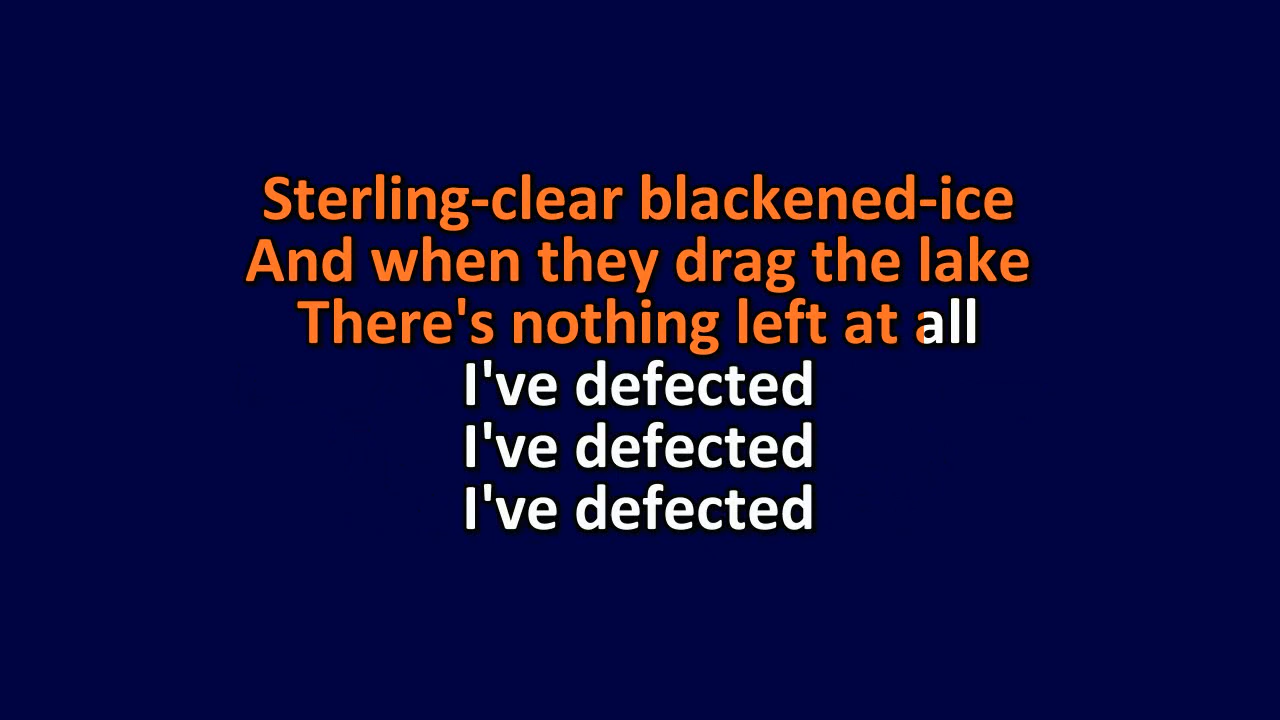 Sterling-clear blackened-ice
And when they drag the lake
There's nothing left at all
I've defected
I've defected
I've defected